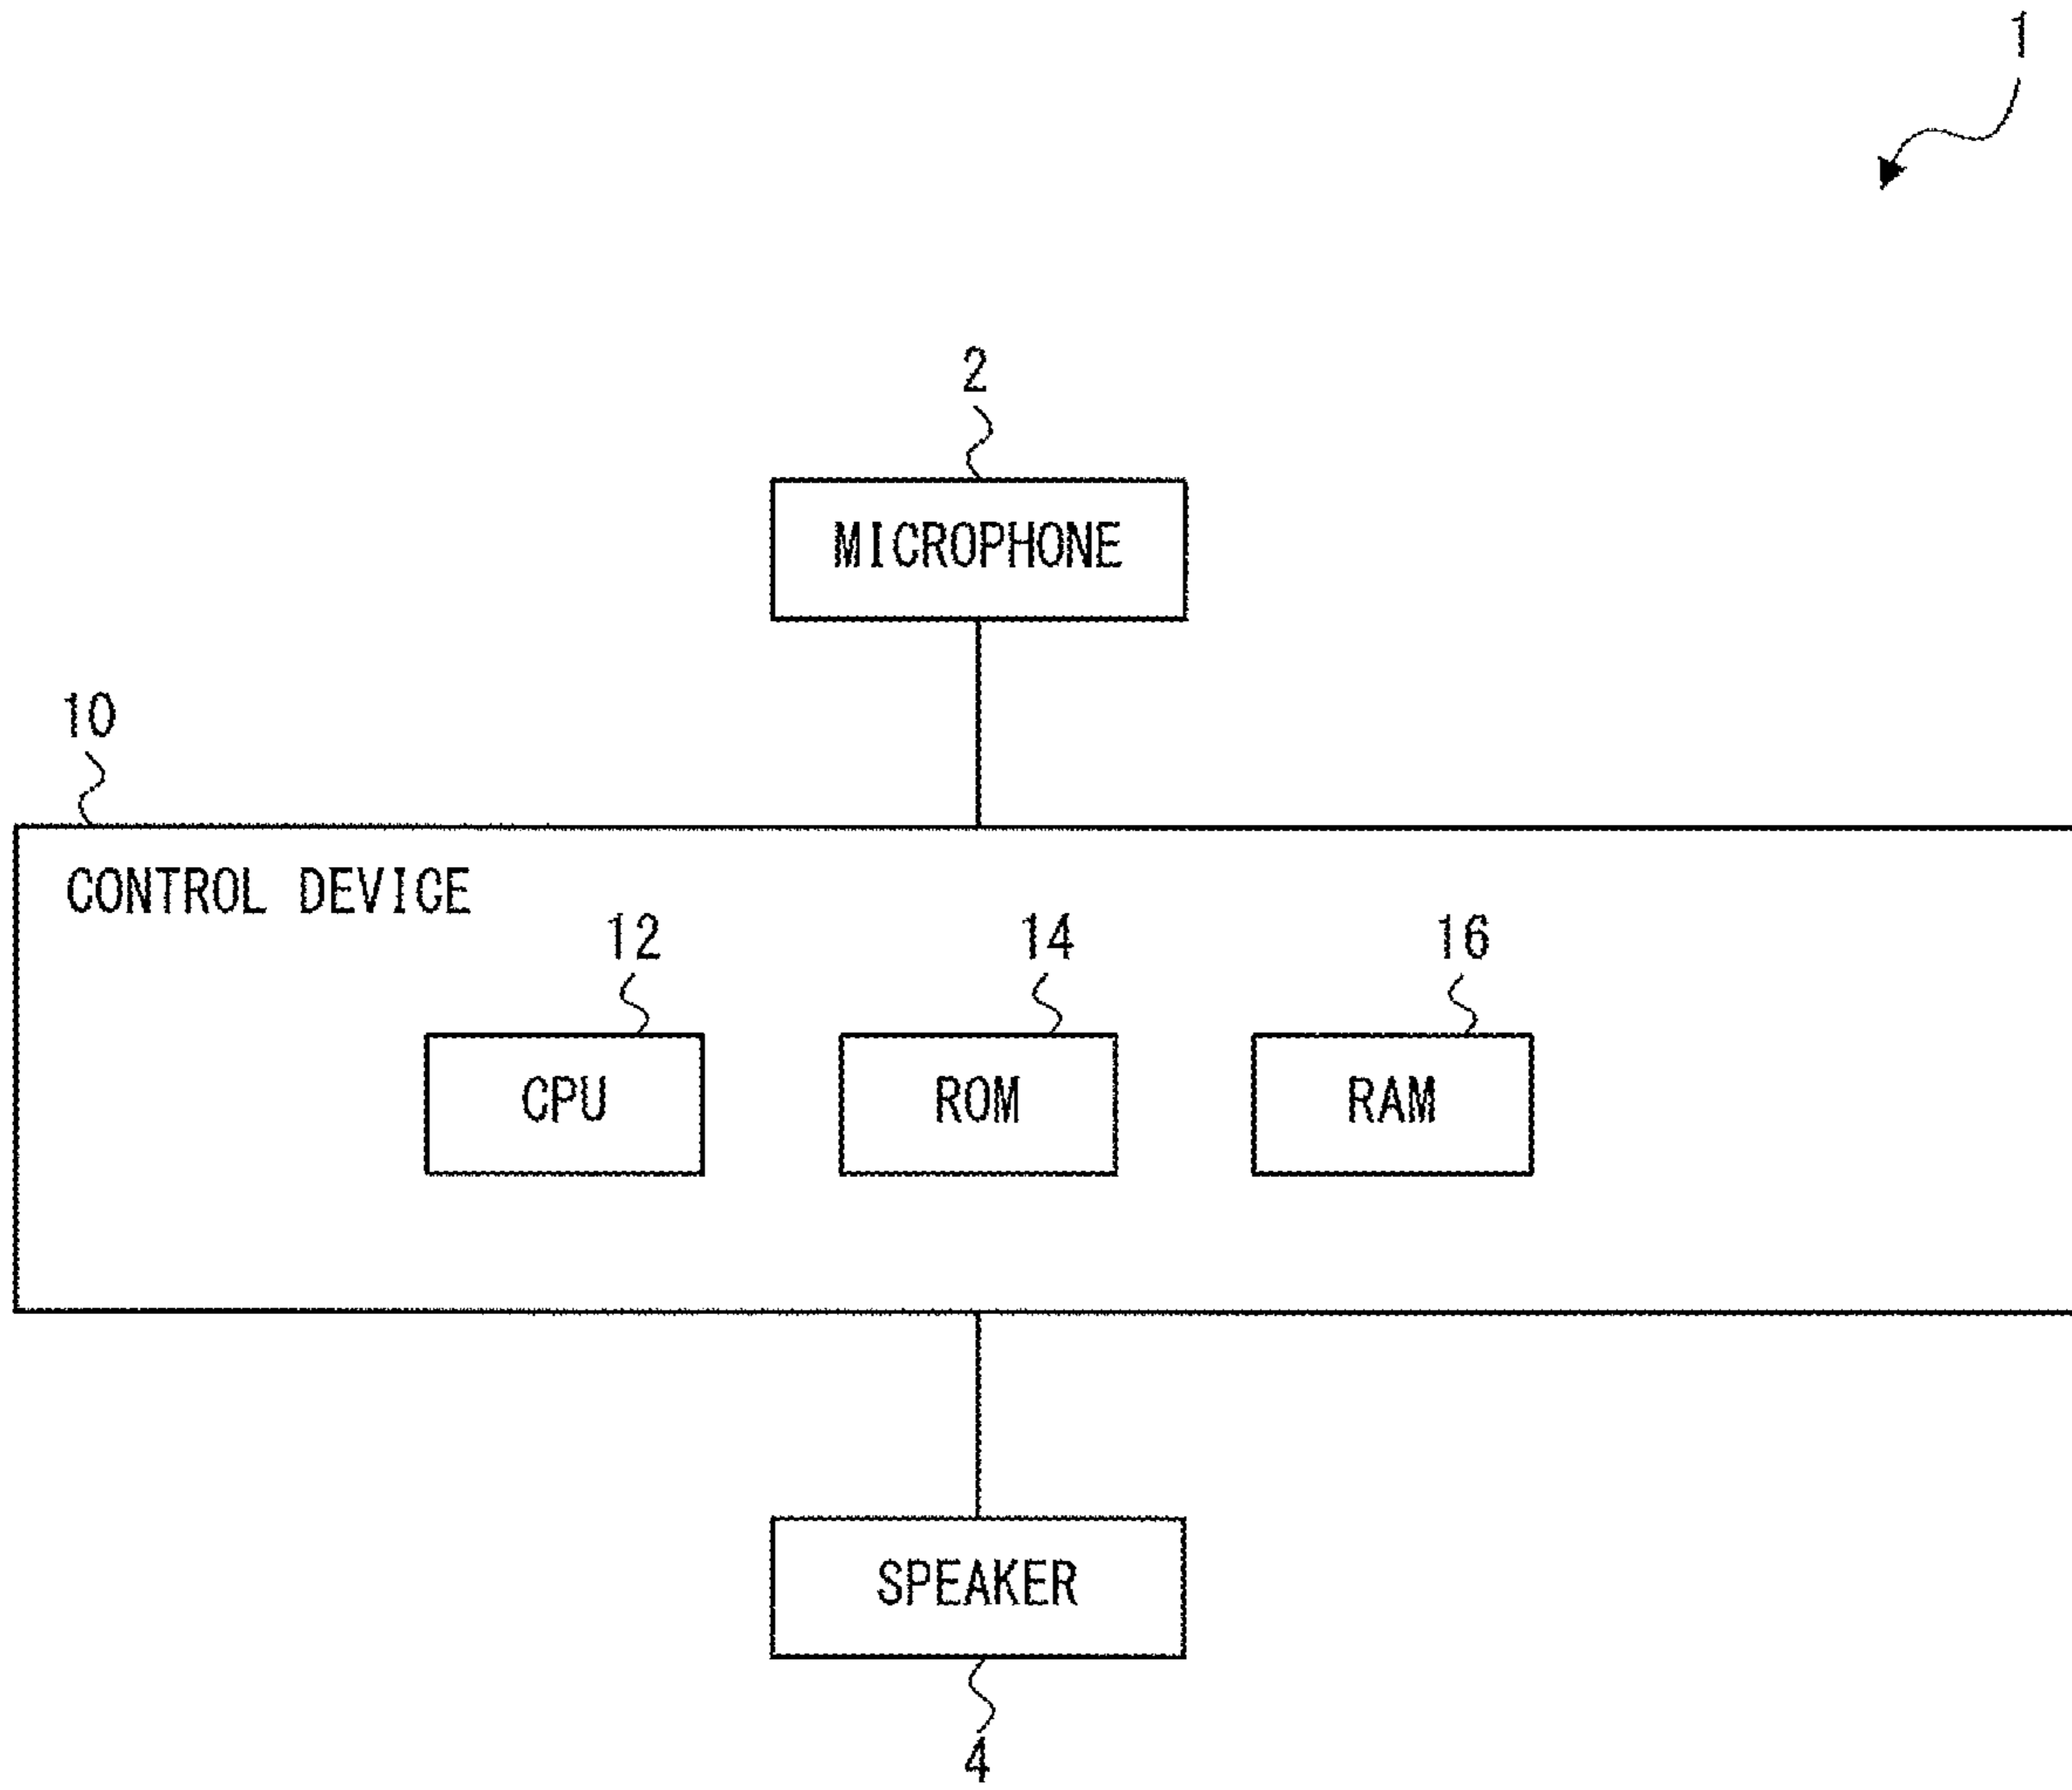 1
2
MICROPHONE
10
CONTROL DEVICE
12 14 16
CPU ROM RAM
SPEAKER
4